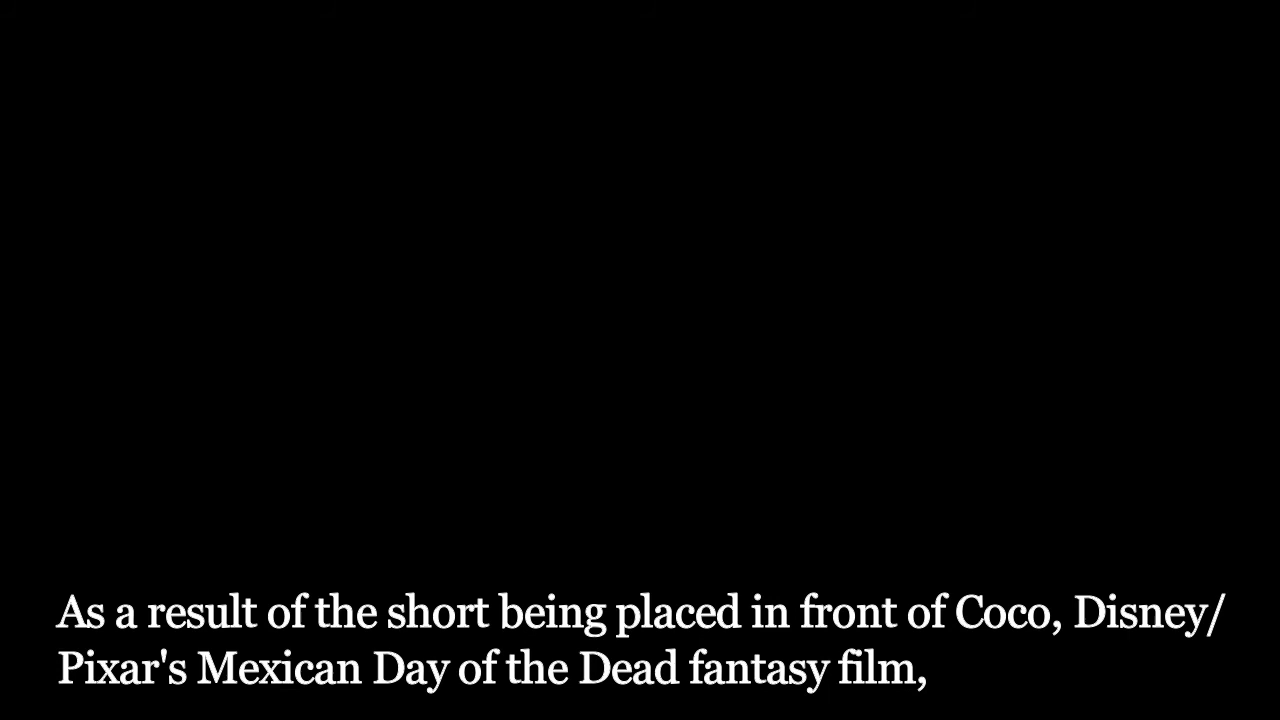 As a result of the short being placed in front of Coco, Disney/
Pixar's Mexican Day of the Dead fantasy film,